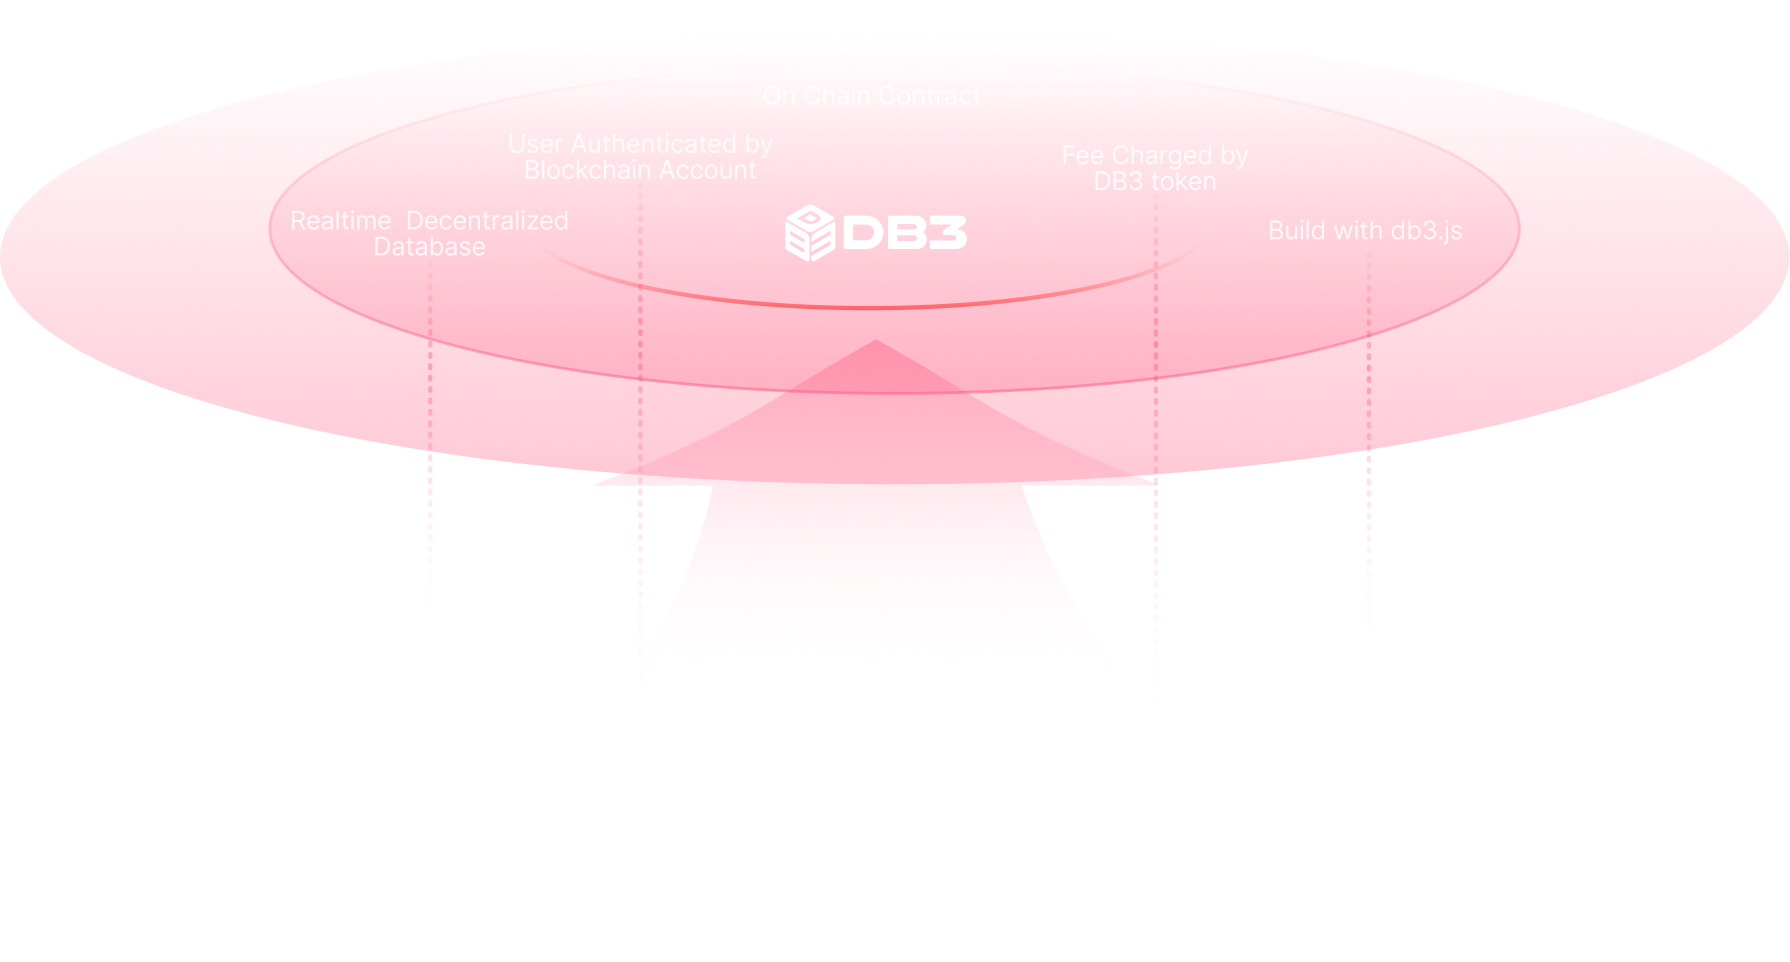 On Chain Contract
User Authenticated by
Blockchain Account
Fee Charged by
DB3 token
Realtime  Decentralized
Database
DB3
Build with db3.js